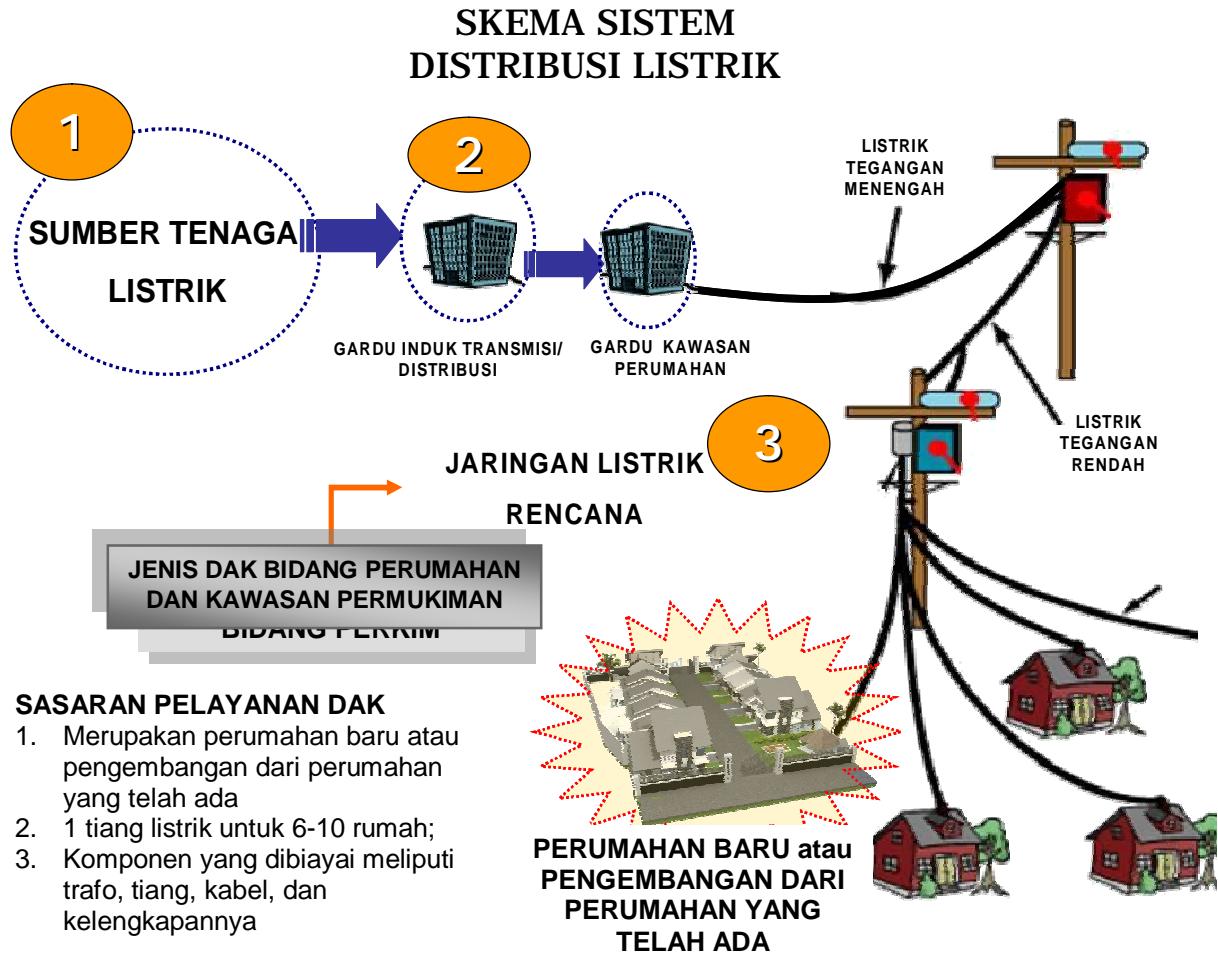 SKEMA SISTEM
DISTRIBUSI LISTRIK
1
2
LISTRIK
TEGANGAN
MENENGAH
SUMBER TENAGA
LISTRIK
GARDU INDUK TRANSMISI/
DISTRIBUSI
GARDU KAWASAN
PERUMAHAN
LISTRIK
TEGANGAN
RENDAH
3
JARINGAN LISTRIK
RENCANA
JENIS DAK BIDANG PERUMAHAN
DAN KAWASAN PERMUKIMAN
BIDANG PERKIM
SASARAN PELAYANAN DAK
1. Merupakan perumahan baru atau
pengembangan dari perumahan
yang telah ada
2. 1 tiang listrik untuk 6-10 rumah;
3. Komponen yang dibiayai meliputi
trafo, tiang, kabel, dan
kelengkapannya
PERUMAHAN BARU atau
PENGEMBANGAN DARI
PERUMAHAN YANG
TELAH ADA